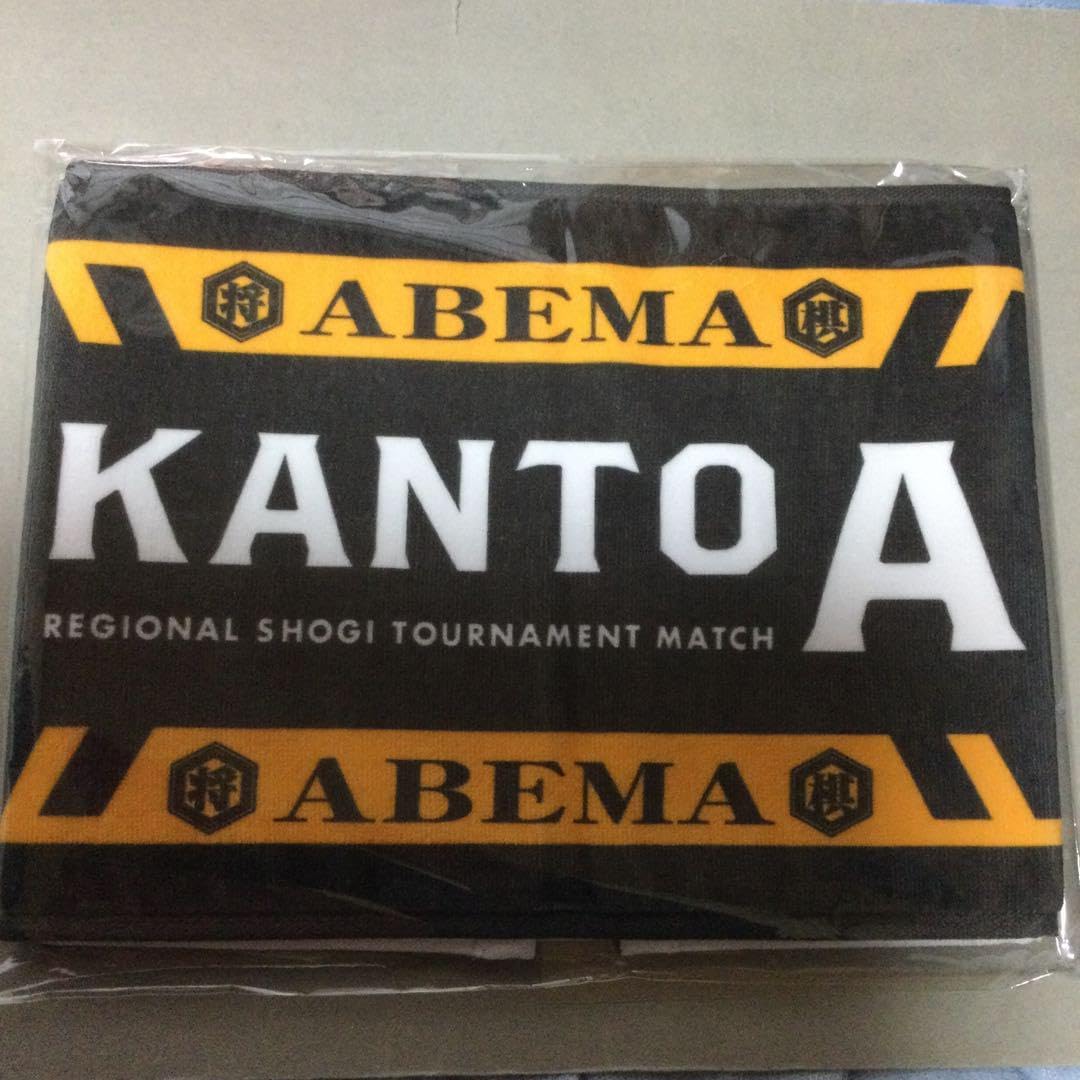 将 ABEMA 棋
KANTO A
REGIONAL SHOGI TOURNAMENT MATCH
将 ABEMA 棋